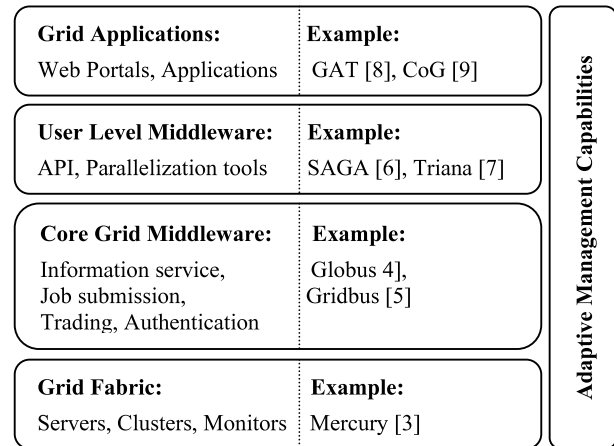 Grid Applications:
Web Portals, Applications
Example:
GAT [8], CoG [9]
User Level Middleware:
API, Parallelization tools
Example:
SAGA [6], Triana [7]
Core Grid Middleware:
Information service,
Job submission,
Trading, Authentication
Example:
Globus 4],
Gridbus [5]
Grid Fabric:
Servers, Clusters, Monitors
Example:
Mercury [3]
Adaptive Management Capabilities